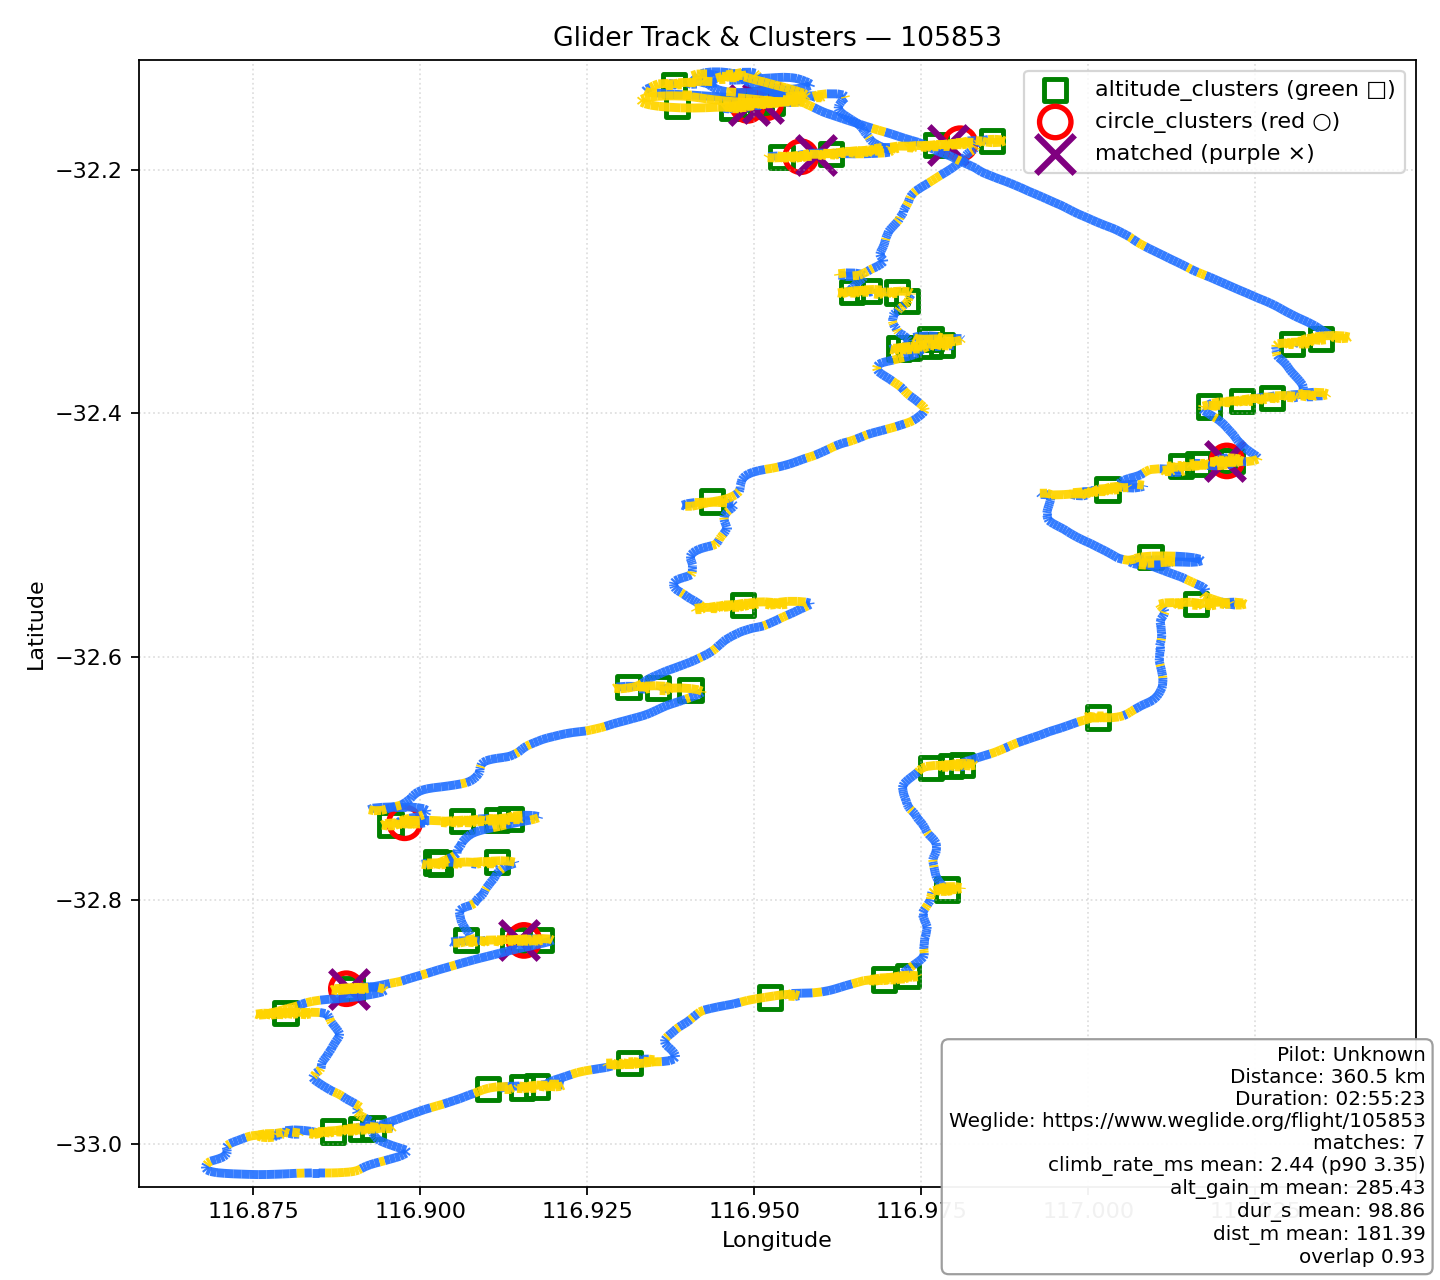 Glider Track & Clusters — 105853
altitude_clusters (green □)
circle_clusters (red ○)
matched (purple ×)
−32.2
−32.4
−32.6
−32.8
−33.0
Latitude
116.875
116.900
116.925
116.950
116.975
117.000
Longitude
Pilot: Unknown
Distance: 360.5 km
Duration: 02:55:23
Weglide: https://www.weglide.org/flight/105853
matches: 7
climb_rate_ms mean: 2.44 (p90 3.35)
alt_gain_m mean: 285.43
dur_s mean: 98.86
dist_m mean: 181.39
overlap 0.93